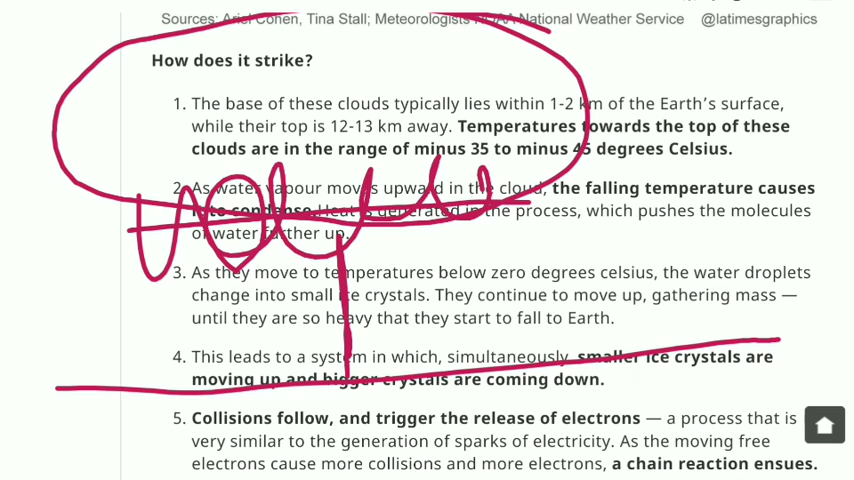 Sources: Ariel Cohen, Tina Stall; Meteorologists NOAA National Weather Service @latimesgraphics
How does it strike?
1. The base of these clouds typically lies within 1-2 km of the Earth's surface,
while their top is 12-13 km away. Temperatures towards the top of these
clouds are in the range of minus 35 to minus 45 degrees Celsius.
2. As water vapour moves upward in the cloud, the falling temperature causes
it to condense. Heat is generated in the process, which pushes the molecules
of water further up.
3. As they move to temperatures below zero degrees celsius, the water droplets
change into small ice crystals. They continue to move up, gathering mass —
until they are so heavy that they start to fall to Earth.
4. This leads to a system in which, simultaneously, smaller ice crystals are
moving up and bigger crystals are coming down.
5. Collisions follow, and trigger the release of electrons — a process that is
very similar to the generation of sparks of electricity. As the moving free
electrons cause more collisions and more electrons, a chain reaction ensues.